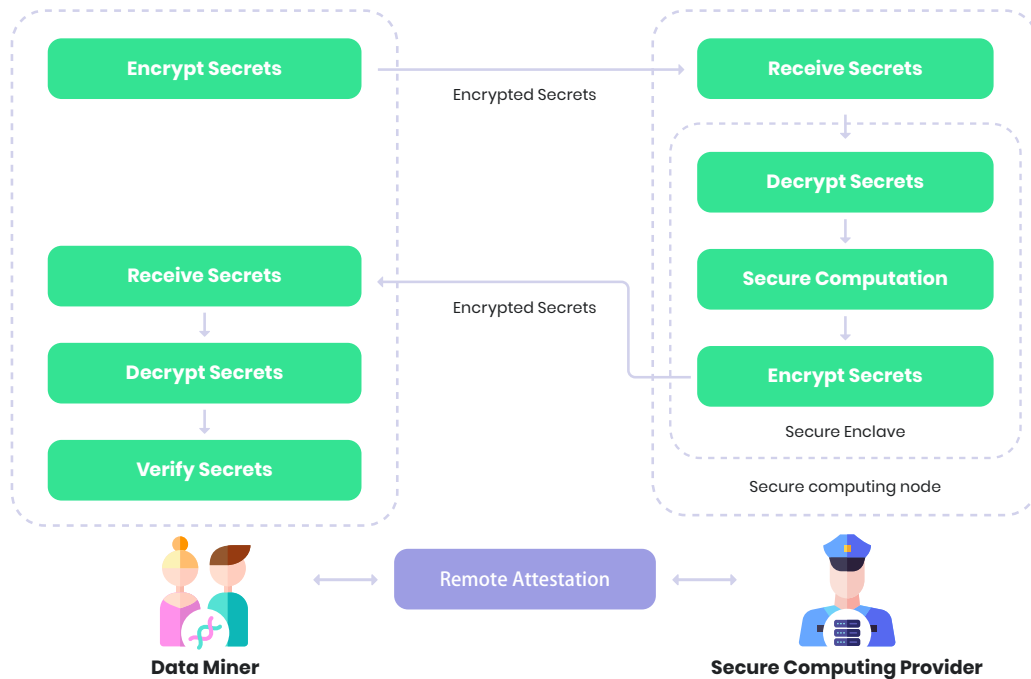 Encrypt Secrets
Encrypted Secrets
Receive Secrets
Decrypt Secrets
Secure Computation
Encrypt Secrets
Secure Enclave
Secure computing node
Encrypted Secrets
Receive Secrets
Decrypt Secrets
Verify Secrets
Remote Attestation
Data Miner
Secure Computing Provider